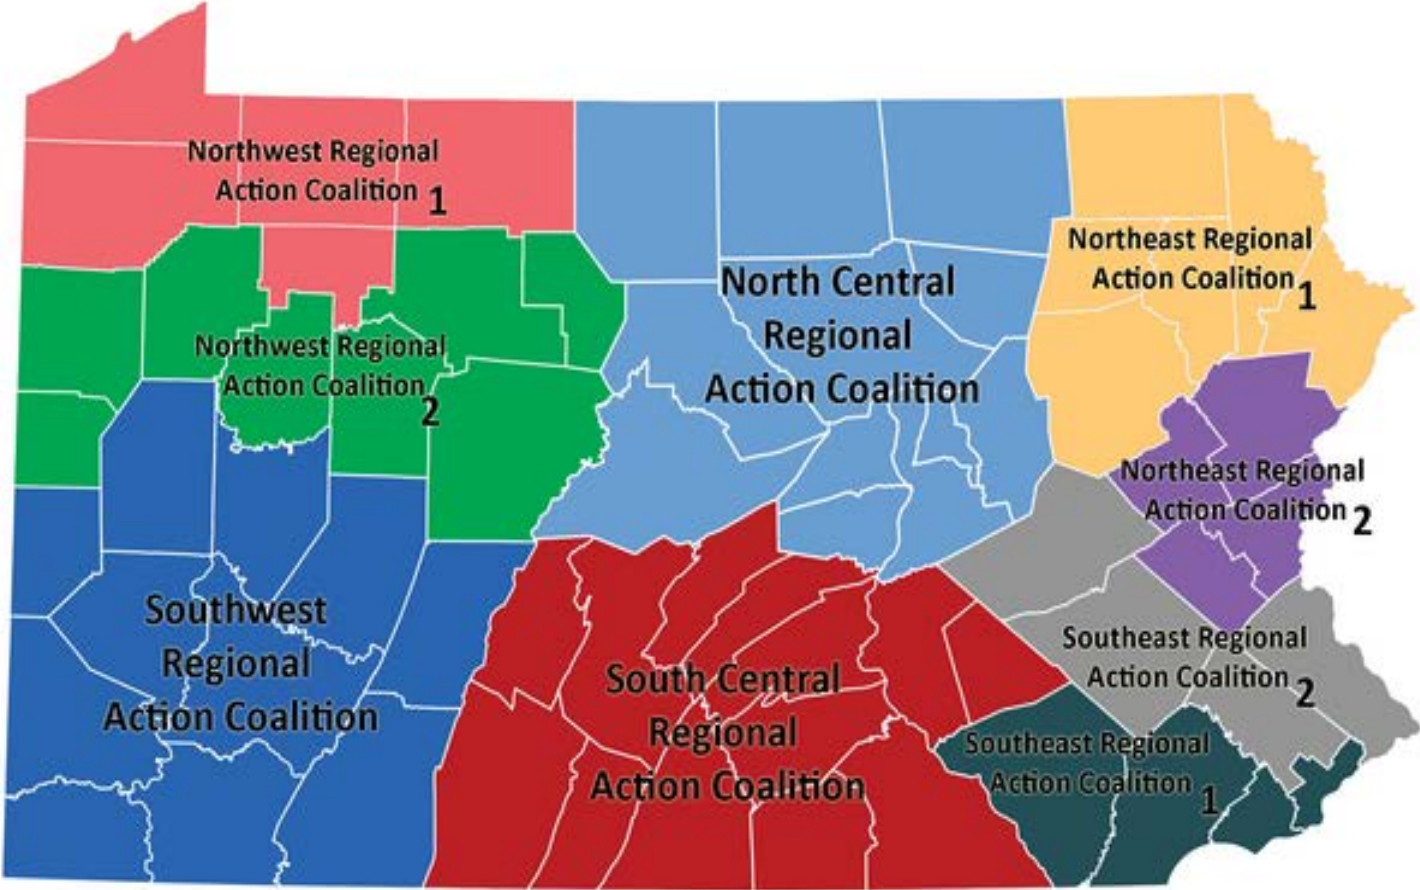 Northwest Regional
Action Coalition 1
Northeast Regional
Action Coalition 1
North Central
Regional
Action Coalition
Northwest Regional
Action Coalition 2
Northeast Regional
Action Coalition 2
Southwest
Regional
Action Coalition
Southeast Regional
Action Coalition 2
South Central
Regional
Action Coalition
Southeast Regional
Action Coalition 1